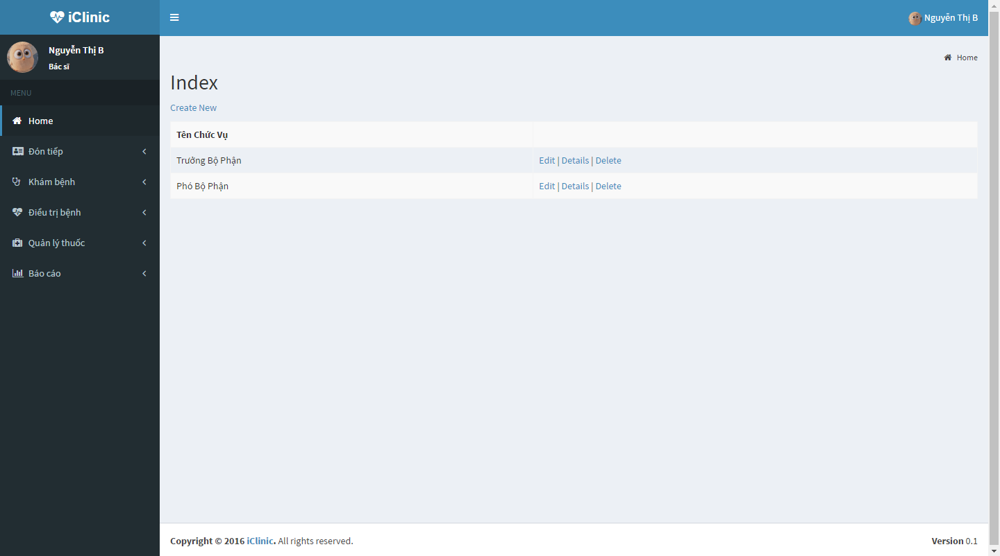 iClinic
Nguyễn Thị B
Nguyễn Thị B
Bác sĩ
MENU
Home
Đón tiếp
Khám bệnh
Điều trị bệnh
Quản lý thuốc
Báo cáo
Home
Index
Create New
Tên Chức Vụ
Trưởng Bộ Phận Edit | Details | Delete
Phó Bộ Phận Edit | Details | Delete
Copyright © 2016 iClinic. All rights reserved. Version 0.1